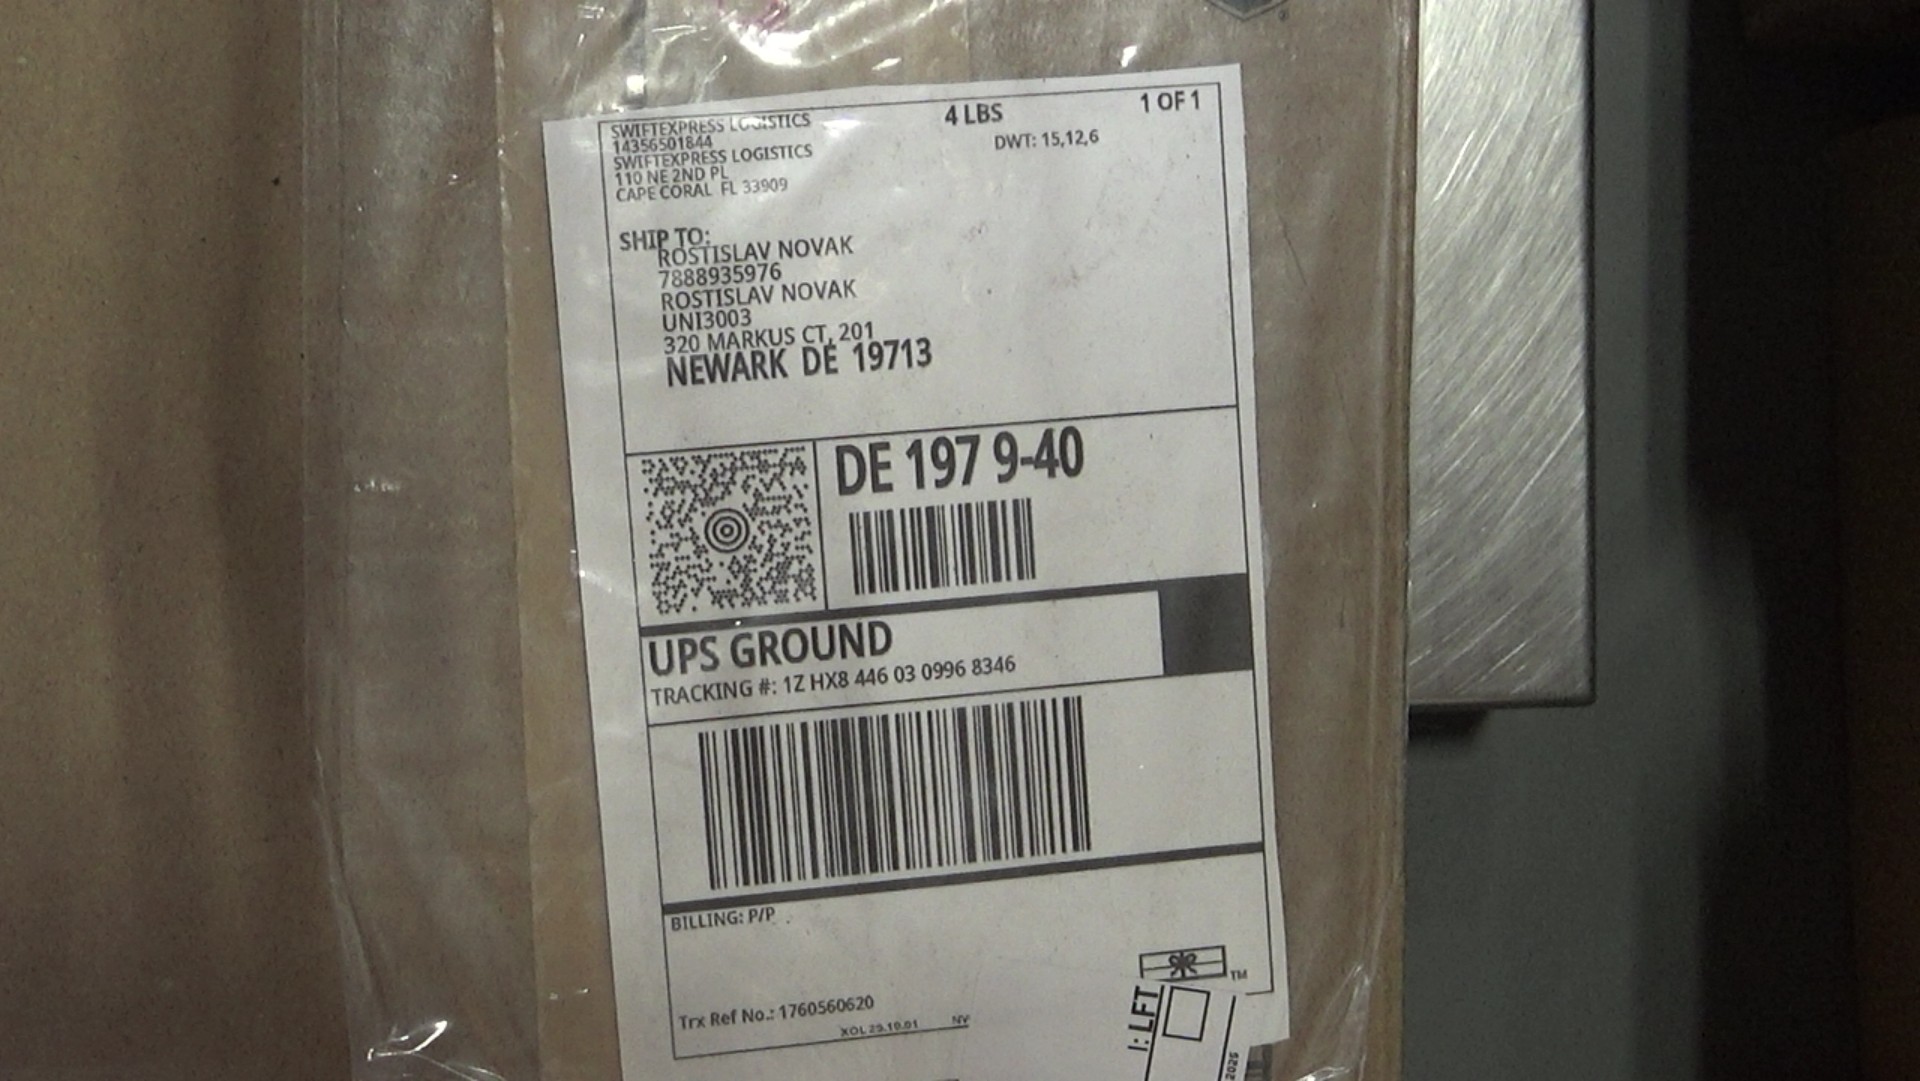 SWIFTEXPRESS LOGISTICS
14356501844
SWIFTEXPRESS LOGISTICS
110 NE 2ND PL
CAPE CORAL FL 33909
4 LBS
1 OF 1
DWT: 15,12,6
SHIP TO:
ROSTISLAV NOVAK
7888935976
ROSTISLAV NOVAK
UNI3003
320 MARKUS CT, 201
NEWARK DE 19713
DE 197 9-40
UPS GROUND
TRACKING #: 1Z HX8 446 03 0996 8346
BILLING: P/P
Trx Ref No.: 1760560620
XOL 29.10.01
TM
I: LFT